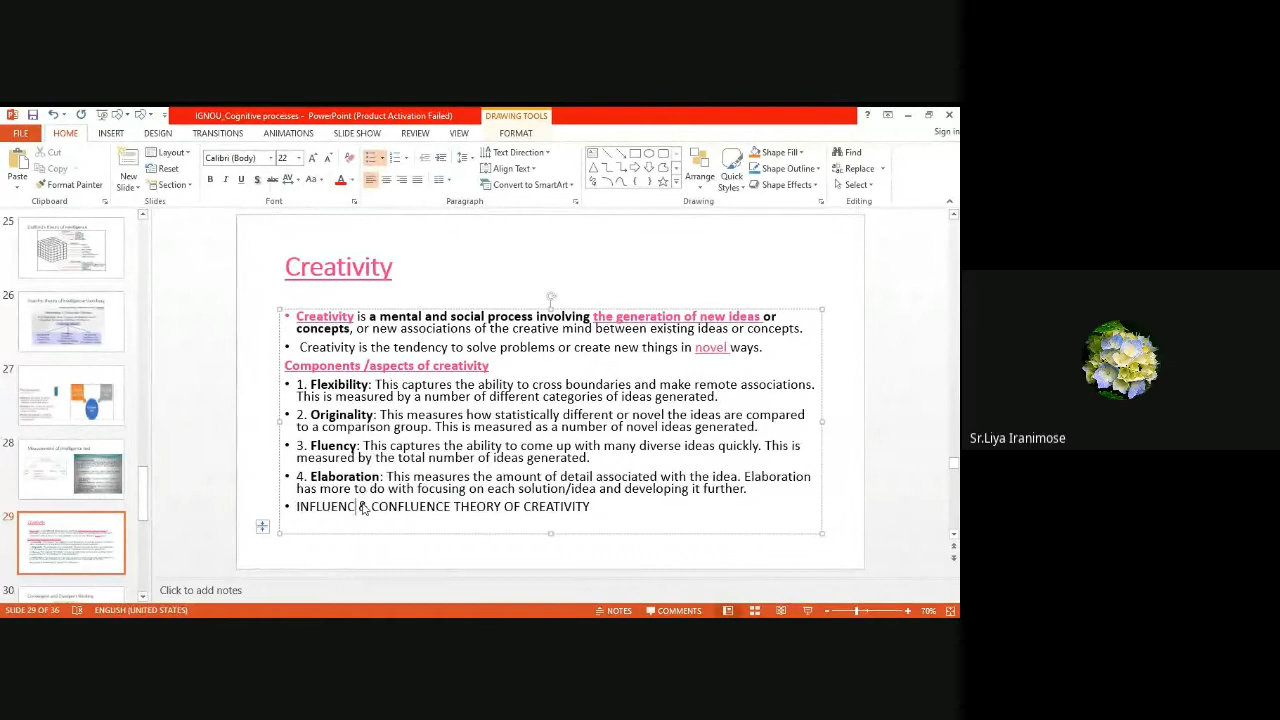 IGNOU_Cognitive processes - PowerPoint (Product Activation Failed)
DRAWING TOOLS
FILE HOME INSERT DESIGN TRANSITIONS ANIMATIONS SLIDE SHOW REVIEW VIEW FORMAT
Sign in
Paste
Cut
Copy
Format Painter
Clipboard
New Slide
Layout
Reset
Section
Slides
Calibri (Body) 22
Font
Text Direction
Align Text
Convert to SmartArt
Paragraph
Arrange
Quick Styles
Shape Fill
Shape Outline
Shape Effects
Drawing
Find
Replace
Select
Editing
25
26
27
28
Measurement of Intelligence test
29
30
Convergent and Divergent thinking
Creativity
• Creativity is a mental and social process involving the generation of new ideas or
concepts, or new associations of the creative mind between existing ideas or concepts.
• Creativity is the tendency to solve problems or create new things in novel ways.
Components /aspects of creativity
• 1. Flexibility: This captures the ability to cross boundaries and make remote associations.
This is measured by a number of different categories of ideas generated.
• 2. Originality: This measures how statistically different or novel the ideas are compared
to a comparison group. This is measured as a number of novel ideas generated.
• 3. Fluency: This captures the ability to come up with many diverse ideas quickly. This is
measured by the total number of ideas generated.
• 4. Elaboration: This measures the amount of detail associated with the idea. Elaboration
has more to do with focusing on each solution/idea and developing it further.
• INFLUENC & CONFLUENCE THEORY OF CREATIVITY
Click to add notes
SLIDE 29 OF 36 ENGLISH (UNITED STATES) NOTES COMMENTS 70%
Sr.Liya Iranimose